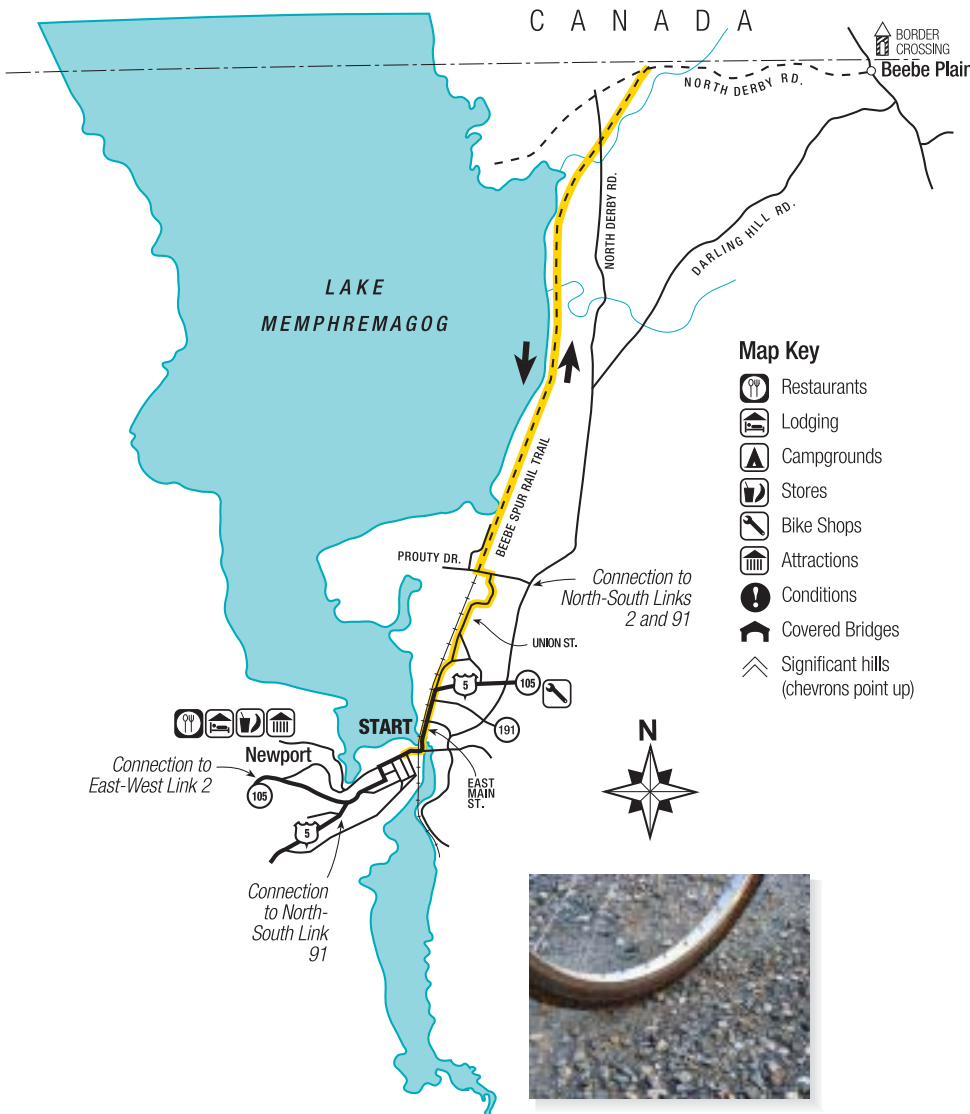 CANADA
BORDER
CROSSING
Beebe Plain
NORTH DERBY RD.
NORTH DERBY RD.
DARLING HILL RD.
LAKE
MEMPHREMAGOG
Map Key
Restaurants
Lodging
Campgrounds
Stores
Bike Shops
Attractions
Conditions
Covered Bridges
Significant hills
(chevrons point up)
BEEBE SPUR RAIL TRAIL
PROUTY DR.
Connection to
North-South Links
2 and 91
UNION ST.
5
105
191
START
Newport
Connection to
East-West Link 2
105
5
EAST
MAIN
ST.
N
Connection
to North-
South Link
91